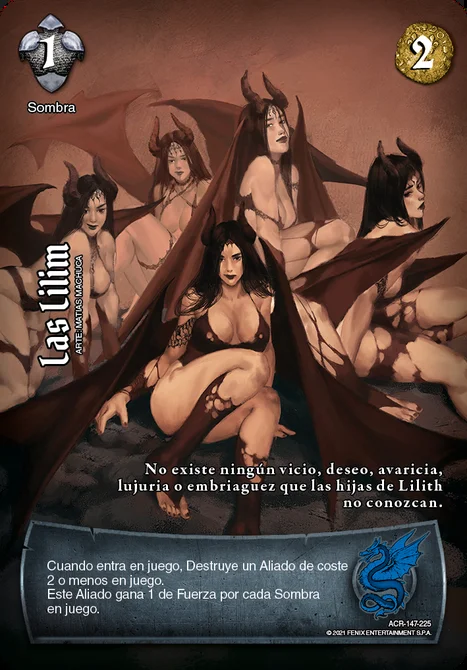 1
2
Sombra
Las Lilim
ARTE: MATIAS MACHUCA
No existe ningún vicio, deseo, avaricia,
lujuria o embriaguez que las hijas de Lilith
no conozcan.
Cuando entra en juego, Destruye un Aliado de coste
2 o menos en juego.
Este Aliado gana 1 de Fuerza por cada Sombra
en juego.
ACR-147-225
© 2021 FENIX ENTERTAINMENT S.P.A.